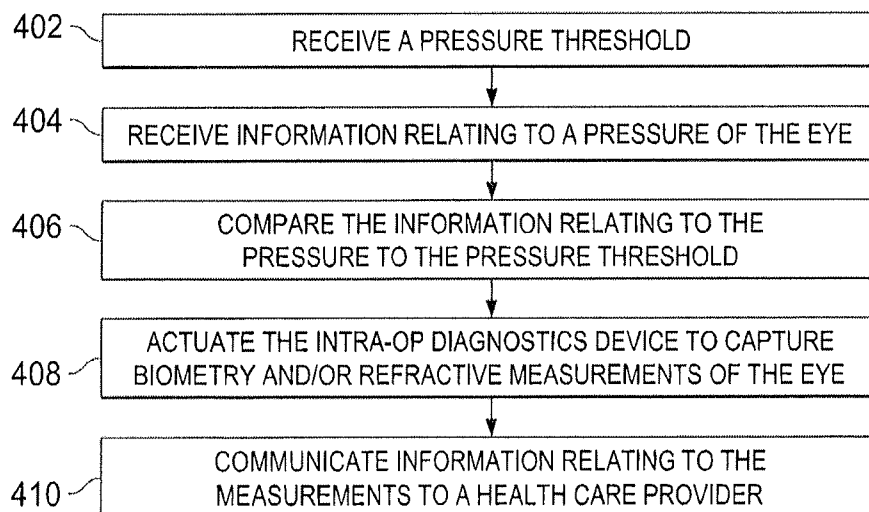 402
RECEIVE A PRESSURE THRESHOLD
404
RECEIVE INFORMATION RELATING TO A PRESSURE OF THE EYE
406
COMPARE THE INFORMATION RELATING TO THE
PRESSURE TO THE PRESSURE THRESHOLD
408
ACTUATE THE INTRA-OP DIAGNOSTICS DEVICE TO CAPTURE
BIOMETRY AND/OR REFRACTIVE MEASUREMENTS OF THE EYE
410
COMMUNICATE INFORMATION RELATING TO THE
MEASUREMENTS TO A HEALTH CARE PROVIDER